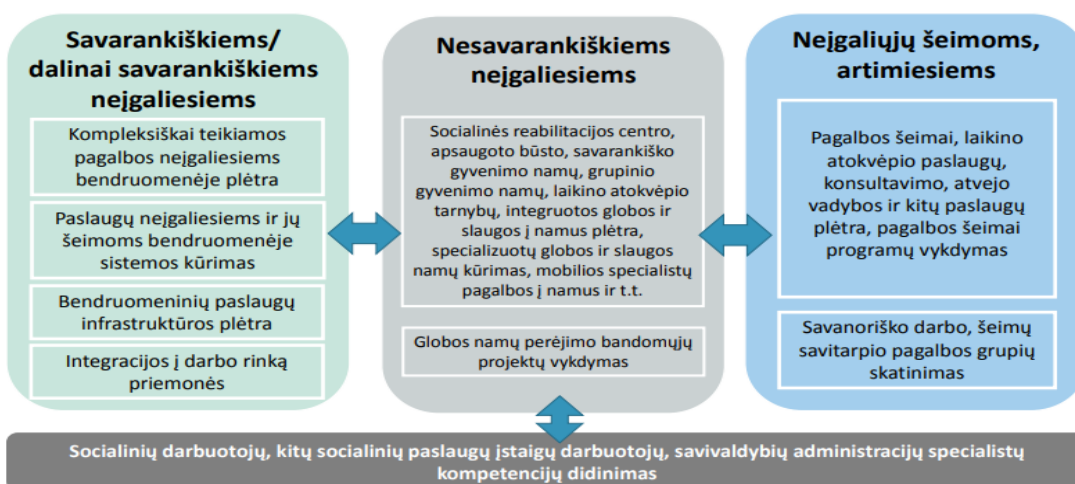 Savarankiškiems/
dalinai savarankiškiems
neįgaliesiems
Kompleksiškai teikiamos
pagalbos neįgaliesiems
bendruomenėje plėtra
Paslaugų neįgaliesiems ir jų
šeimoms bendruomenėje
sistemos kūrimas
Bendruomeninių paslaugų
infrastruktūros plėtra
Integracijos į darbo rinką
priemonės
Nesavarankiškiems
neįgaliesiems
Socialinės reabilitacijos centro,
apsaugoto būsto, savarankiško
gyvenimo namų, grupinio
gyvenimo namų, laikino atokvėpio
tarnybų, integruotos globos ir
slaugos į namus plėtra,
specializuotų globos ir slaugos
namų kūrimas, mobilios specialistų
pagalbos į namus ir t.t.
Globos namų perėjimo bandomųjų
projektų vykdymas
Neįgaliųjų šeimoms,
artimiesiems
Pagalbos šeimai, laikino
atokvėpio paslaugų,
konsultavimo, atvejo
vadybos ir kitų paslaugų
plėtra, pagalbos šeimai
programų vykdymas
Savanoriško darbo, šeimų
savitarpio pagalbos grupių
skatinimas
Socialinių darbuotojų, kitų socialinių paslaugų įstaigų darbuotojų, savivaldybių administracijų specialistų
kompetencijų didinimas